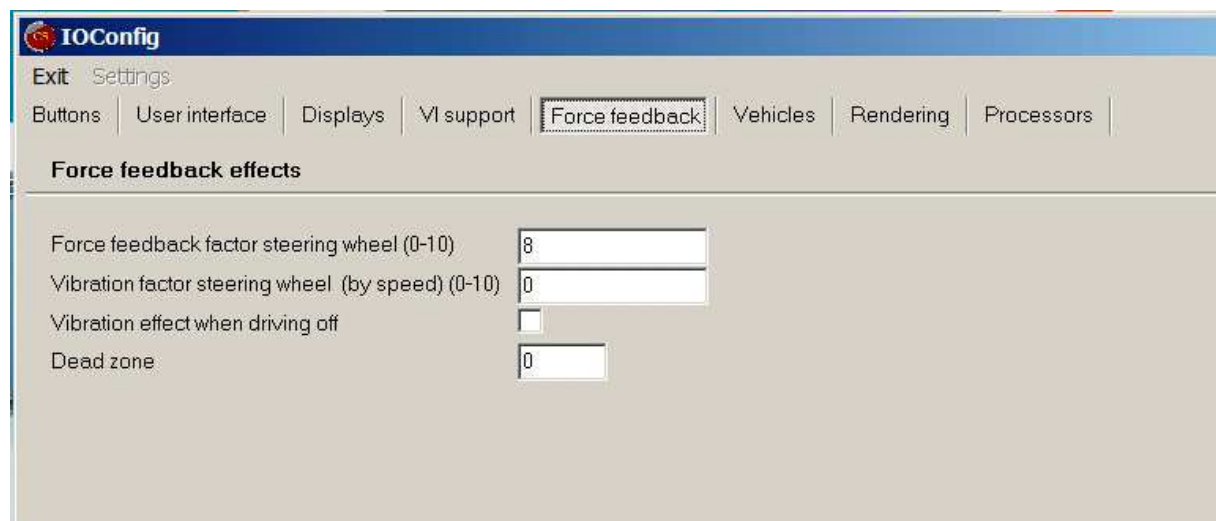 IOConfig
Exit Settings
Buttons User interface Displays VI support Force feedback Vehicles Rendering Processors
Force feedback effects
Force feedback factor steering wheel (0-10) 8
Vibration factor steering wheel (by speed) (0-10) 0
Vibration effect when driving off
Dead zone 0